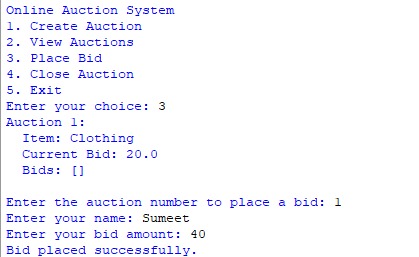 Online Auction System
1. Create Auction
2. View Auctions
3. Place Bid
4. Close Auction
5. Exit
Enter your choice: 3
Auction 1:
  Item: Clothing
  Current Bid: 20.0
  Bids: []

Enter the auction number to place a bid: 1
Enter your name: Sumeet
Enter your bid amount: 40
Bid placed successfully.